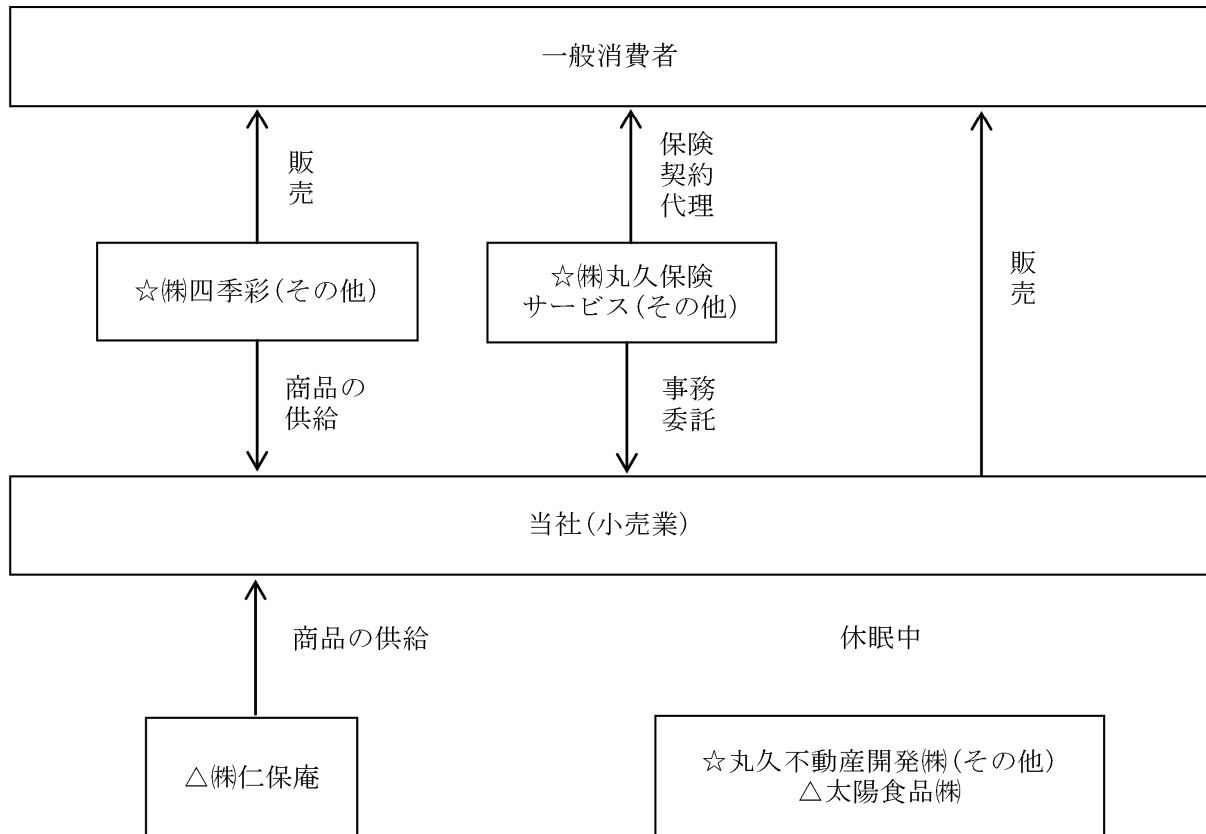 一般消費者
販
売
保険
契約
代理
☆㈱四季彩(その他)
☆㈱丸久保険
サービス(その他)
販
売
商品の
供給
事務
委託
当社(小売業)
商品の供給
休眠中
△㈱仁保庵
☆丸久不動産開発㈱(その他)
△太陽食品㈱